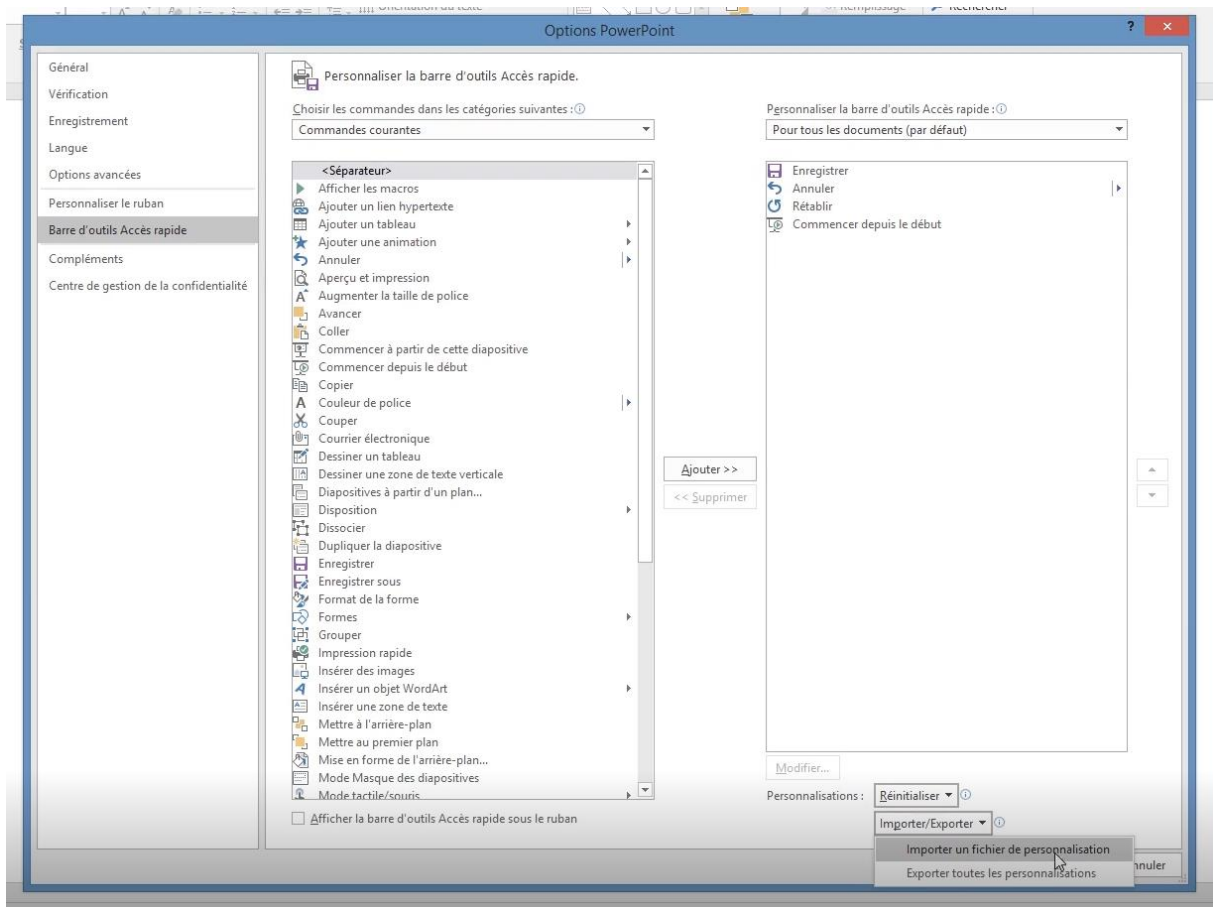 Orientation du texte
Remplissage
Rechercher
Options PowerPoint
?
Général
Vérification
Enregistrement
Langue
Options avancées
Personnaliser le ruban
Barre d'outils Accès rapide
Compléments
Centre de gestion de la confidentialité
Personnaliser la barre d'outils Accès rapide.
Choisir les commandes dans les catégories suivantes :
Commandes courantes
<Séparateur>
Afficher les macros
Ajouter un lien hypertexte
Ajouter un tableau
Ajouter une animation
Annuler
Aperçu et impression
Augmenter la taille de police
Avancer
Coller
Commencer à partir de cette diapositive
Commencer depuis le début
Copier
Couleur de police
Couper
Courrier électronique
Dessiner un tableau
Dessiner une zone de texte verticale
Diapositives à partir d'un plan...
Disposition
Dissocier
Dupliquer la diapositive
Enregistrer
Enregistrer sous
Format de la forme
Formes
Grouper
Impression rapide
Insérer des images
Insérer un objet WordArt
Insérer une zone de texte
Mettre à l'arrière-plan
Mettre au premier plan
Mise en forme de l'arrière-plan...
Mode Masque des diapositives
Mode tactile/souris
Afficher la barre d'outils Accès rapide sous le ruban
Ajouter >>
<< Supprimer
Personnaliser la barre d'outils Accès rapide :
Pour tous les documents (par défaut)
Enregistrer
Annuler
Rétablir
Commencer depuis le début
Modifier...
Personnalisations : Réinitialiser
Importer/Exporter
Importer un fichier de personnalisation
Exporter toutes les personnalisations
nnuler